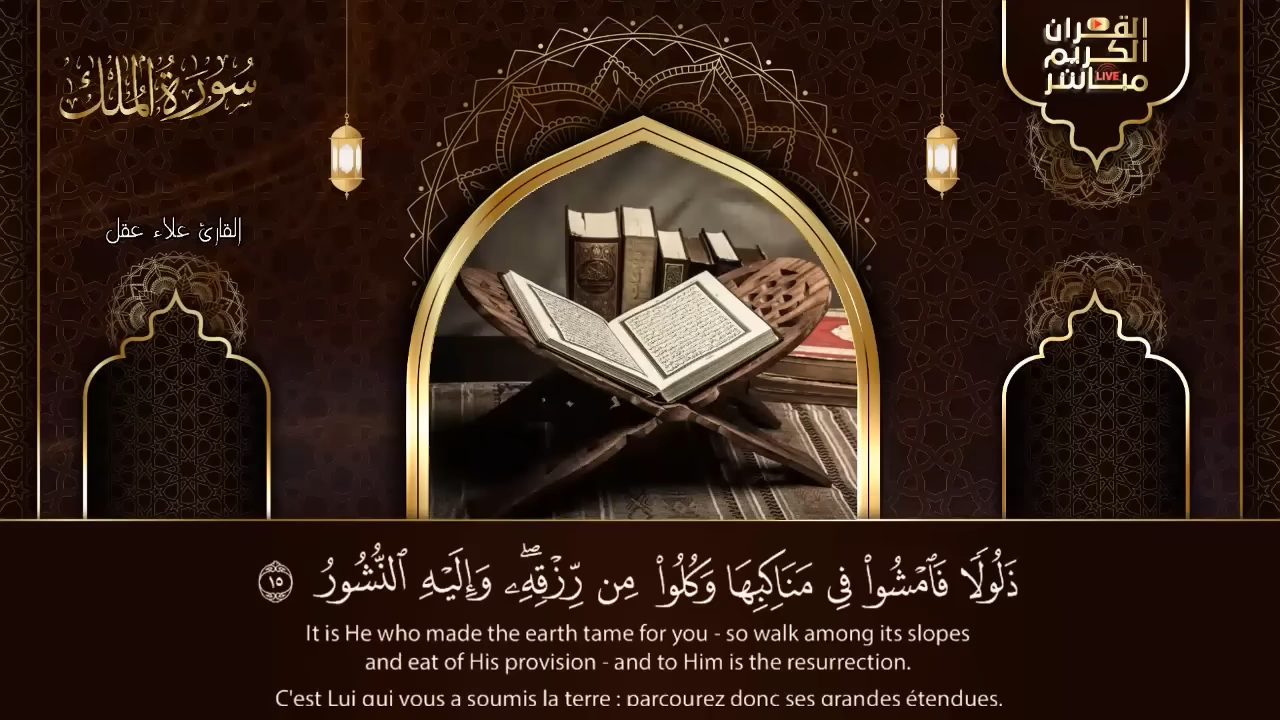 سُورَةُ الْمُلْك
القرآن
الكريم
مباشر
LIVE
القارئ علاء عقل
ذَلُولًا فَٱمْشُوا۟ فِى مَنَاكِبِهَا وَكُلُوا۟ مِن رِّزْقِهِۦ ۖ وَإِلَيْهِ ٱلنُّشُورُ ١٥
It is He who made the earth tame for you - so walk among its slopes
and eat of His provision - and to Him is the resurrection.
C'est Lui qui vous a soumis la terre : parcourez donc ses grandes étendues.